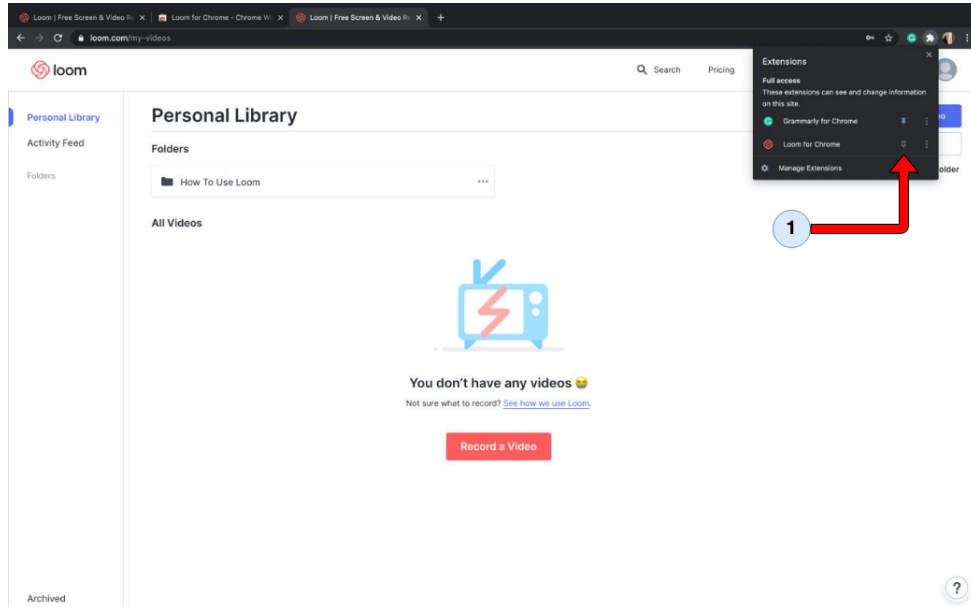 Loom | Free Screen & Video Re
Loom for Chrome - Chrome We
Loom | Free Screen & Video Re
loom.com/my-videos
loom
Search
Pricing
Extensions
Full access
These extensions can see and change information
on this site.
Grammarly for Chrome
Loom for Chrome
Manage Extensions
Personal Library
Activity Feed
Folders
Personal Library
Folders
How To Use Loom
All Videos
1
You don't have any videos 😭
Not sure what to record? See how we use Loom.
Record a Video
Archived
?